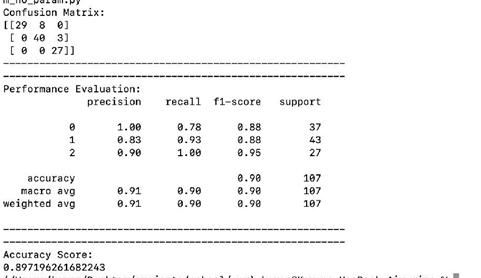 m_no_param.py
Confusion Matrix:
[[29 8 0]
[ 0 40 3]
[ 0 0 27]]
------------------------------------------------------
------------------------------------------------------
Performance Evaluation:
precision recall f1-score support
0 1.00 0.78 0.88 37
1 0.83 0.93 0.88 43
2 0.90 1.00 0.95 27
accuracy 0.90 107
macro avg 0.91 0.90 0.90 107
weighted avg 0.91 0.90 0.90 107
------------------------------------------------------
------------------------------------------------------
Accuracy Score:
0.897196261682243